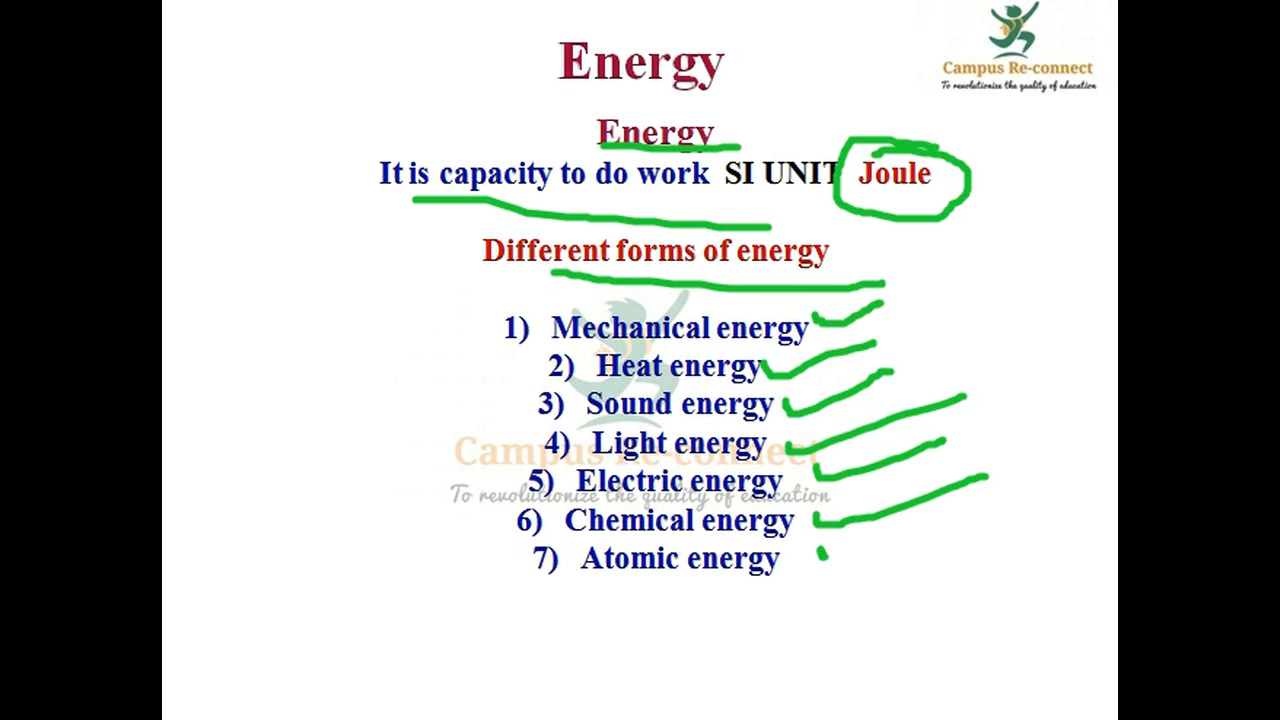 Energy
Campus Re-connect
To revolutionize the quality of education
Energy
It is capacity to do work SI UNIT Joule
Different forms of energy
1) Mechanical energy
2) Heat energy
3) Sound energy
4) Light energy
Campus Re-connect
5) Electric energy
To revolutionize the quality of education
6) Chemical energy
7) Atomic energy